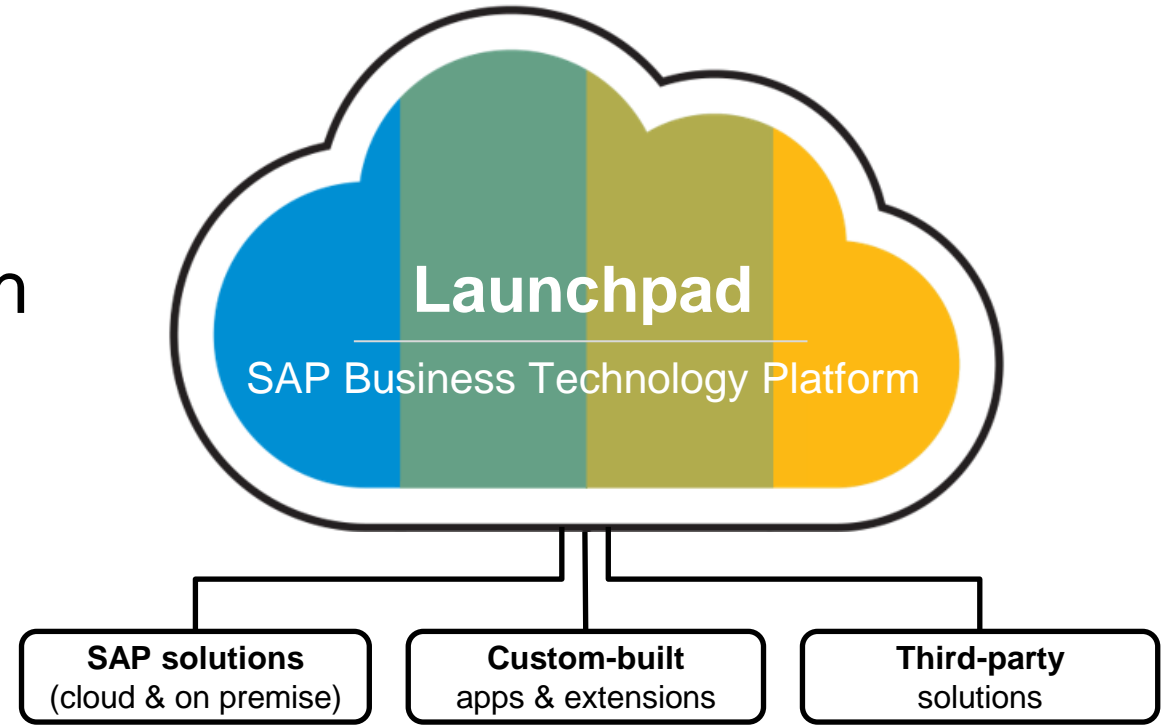 n
Launchpad
SAP Business Technology Platform
SAP solutions
(cloud & on premise)
Custom-built
apps & extensions
Third-party
solutions